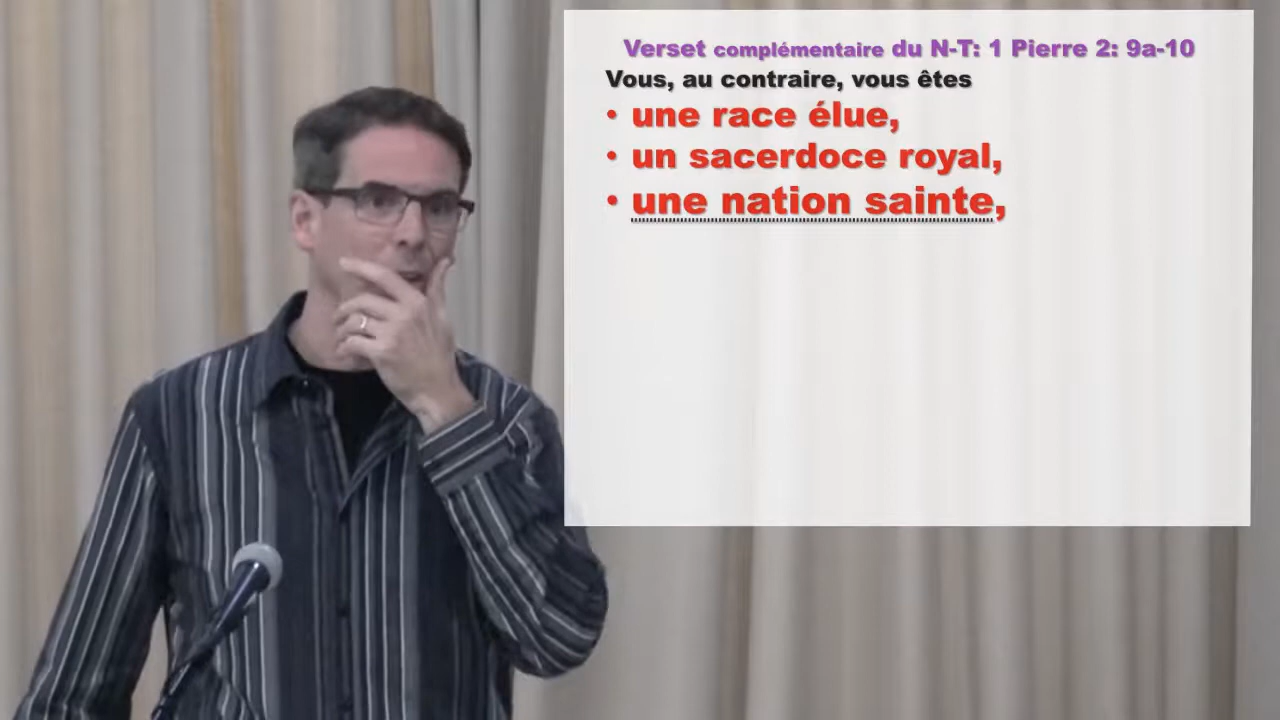 Verset complémentaire du N-T: 1 Pierre 2: 9a-10
Vous, au contraire, vous êtes
• une race élue,
• un sacerdoce royal,
• une nation sainte,